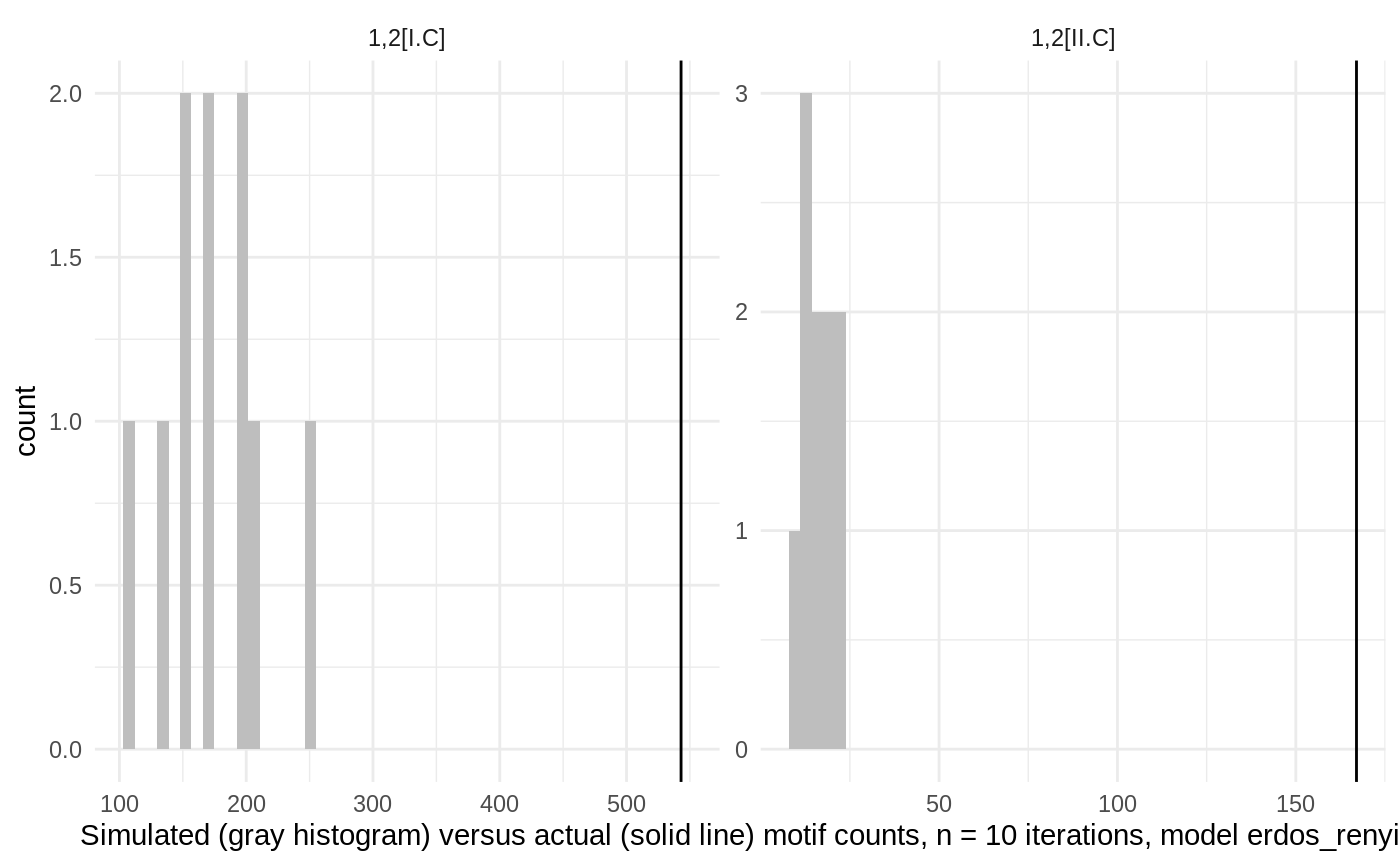 1,2[I.C]
1,2[II.C]
2.0
1.5
1.0
0.5
0.0
count
3
2
1
0
100 200 300 400 500
50 100 150
Simulated (gray histogram) versus actual (solid line) motif counts, n = 10 iterations, model erdos_renyi